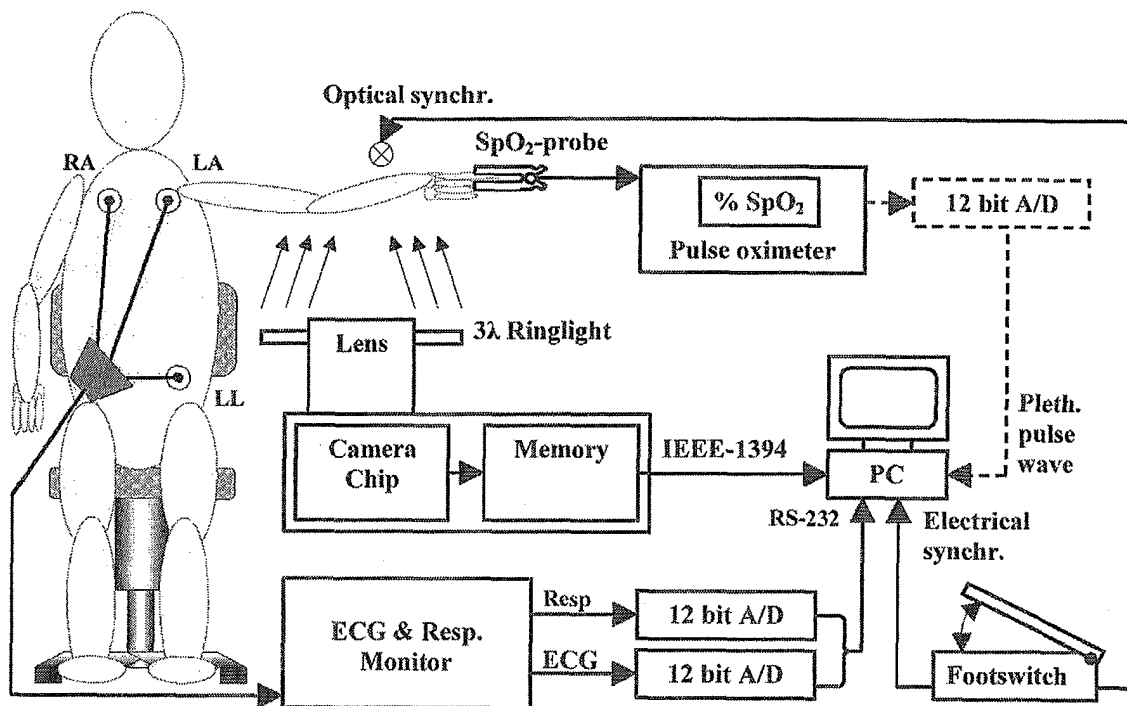 Optical synchr.
SpO₂-probe
RA
LA
% SpO₂
Pulse oximeter
12 bit A/D
3λ Ringlight
Lens
LL
Pleth.
pulse
wave
Camera
Chip
Memory
IEEE-1394
PC
RS-232
Electrical
synchr.
ECG & Resp.
Monitor
Resp
12 bit A/D
ECG
12 bit A/D
Footswitch